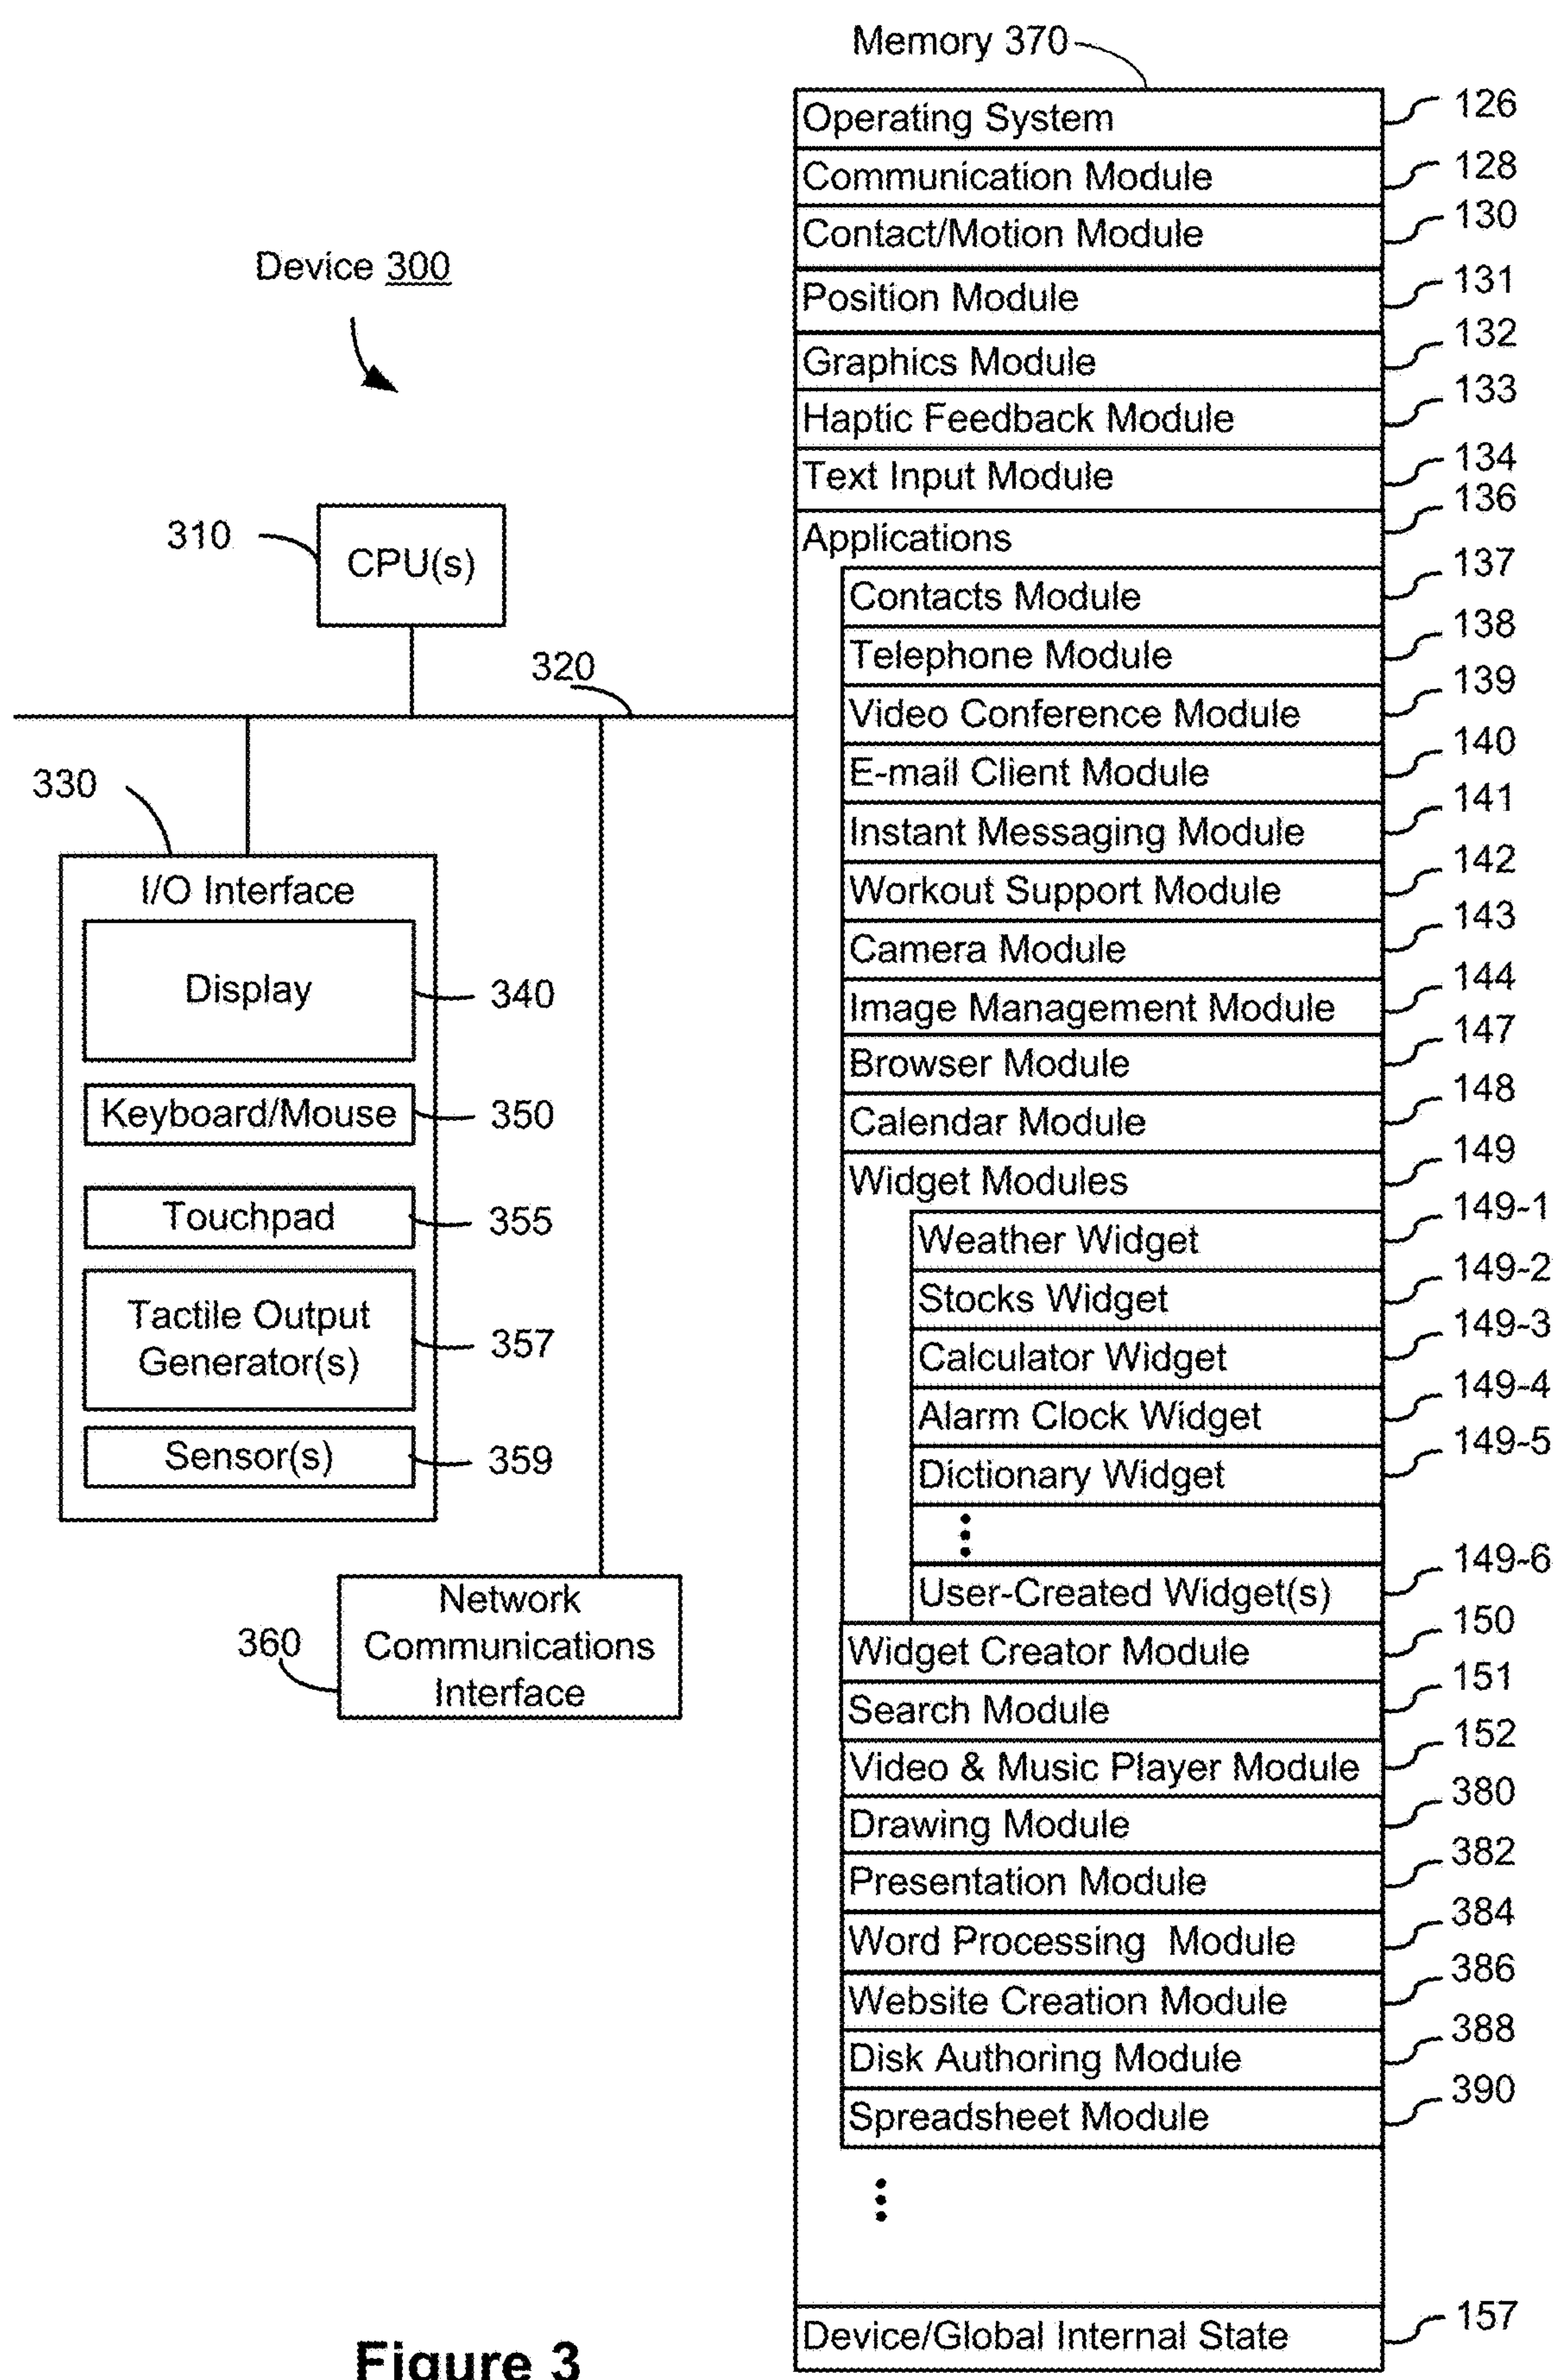 Memory 370
Operating System 126
Communication Module 128
Contact/Motion Module 130
Position Module 131
Graphics Module 132
Haptic Feedback Module 133
Text Input Module 134
Applications 136
Contacts Module 137
Telephone Module 138
Video Conference Module 139
E-mail Client Module 140
Instant Messaging Module 141
Workout Support Module 142
Camera Module 143
Image Management Module 144
Browser Module 147
Calendar Module 148
Widget Modules 149
Weather Widget 149-1
Stocks Widget 149-2
Calculator Widget 149-3
Alarm Clock Widget 149-4
Dictionary Widget 149-5
User-Created Widget(s) 149-6
Widget Creator Module 150
Search Module 151
Video & Music Player Module 152
Drawing Module 380
Presentation Module 382
Word Processing Module 384
Website Creation Module 386
Disk Authoring Module 388
Spreadsheet Module 390
Device/Global Internal State 157
Device 300
310 CPU(s)
320
330
I/O Interface
Display 340
Keyboard/Mouse 350
Touchpad 355
Tactile Output
Generator(s) 357
Sensor(s) 359
Network
360 Communications
Interface
Figure 3